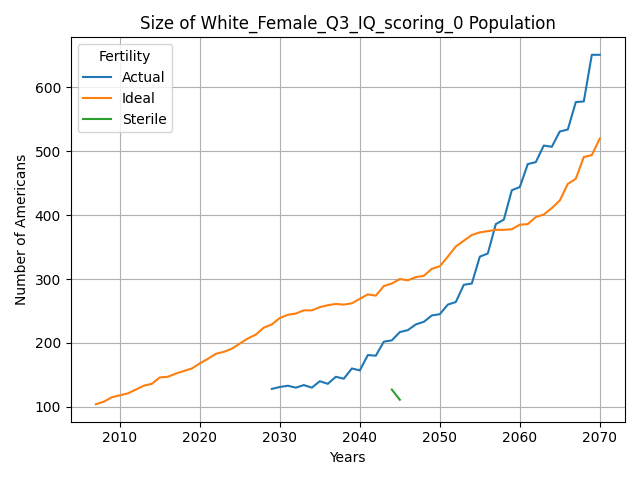 Size of White_Female_Q3_IQ_scoring_0 Population
Fertility
Actual
Ideal
Sterile
Number of Americans
600
500
400
300
200
100
2010 2020 2030 2040 2050 2060 2070
Years